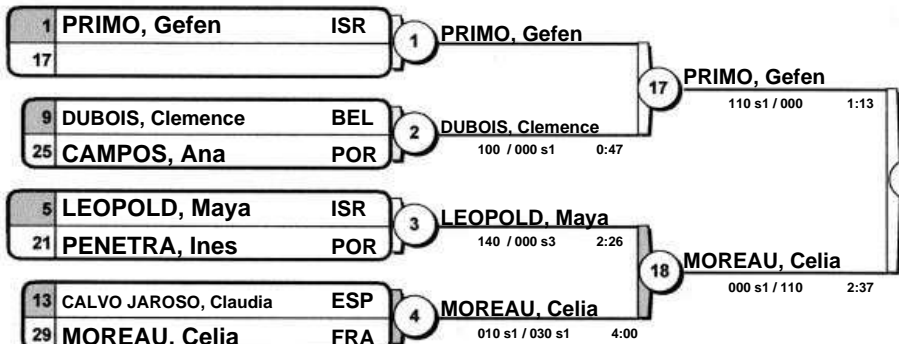 1 PRIMO, Gefen ISR
17
1
PRIMO, Gefen
9 DUBOIS, Clemence BEL
25 CAMPOS, Ana POR
2
DUBOIS, Clemence
100 / 000 s1 0:47
17
PRIMO, Gefen
110 s1 / 000 1:13
5 LEOPOLD, Maya ISR
21 PENETRA, Ines POR
3
LEOPOLD, Maya
140 / 000 s3 2:26
13 CALVO JAROSO, Claudia ESP
29 MOREAU, Celia FRA
4
MOREAU, Celia
010 s1 / 030 s1 4:00
18
MOREAU, Celia
000 s1 / 110 2:37